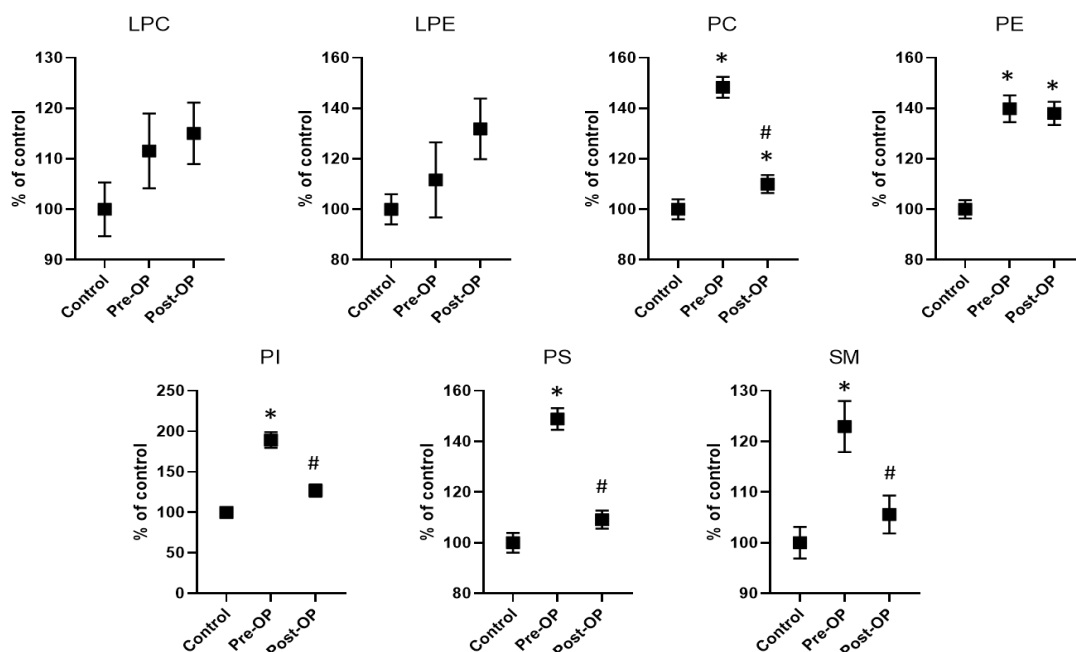 LPC
130
120
110
100
90
% of control
Control
Pre-OP
Post-OP
LPE
160
140
120
100
80
% of control
Control
Pre-OP
Post-OP
PC
160
140
120
100
80
% of control
*
#
*
Control
Pre-OP
Post-OP
PE
160
140
120
100
80
% of control
*
*
Control
Pre-OP
Post-OP
PI
250
200
150
100
50
0
% of control
*
#
Control
Pre-OP
Post-OP
PS
160
140
120
100
80
% of control
*
#
Control
Pre-OP
Post-OP
SM
130
120
110
100
90
% of control
*
#
Control
Pre-OP
Post-OP